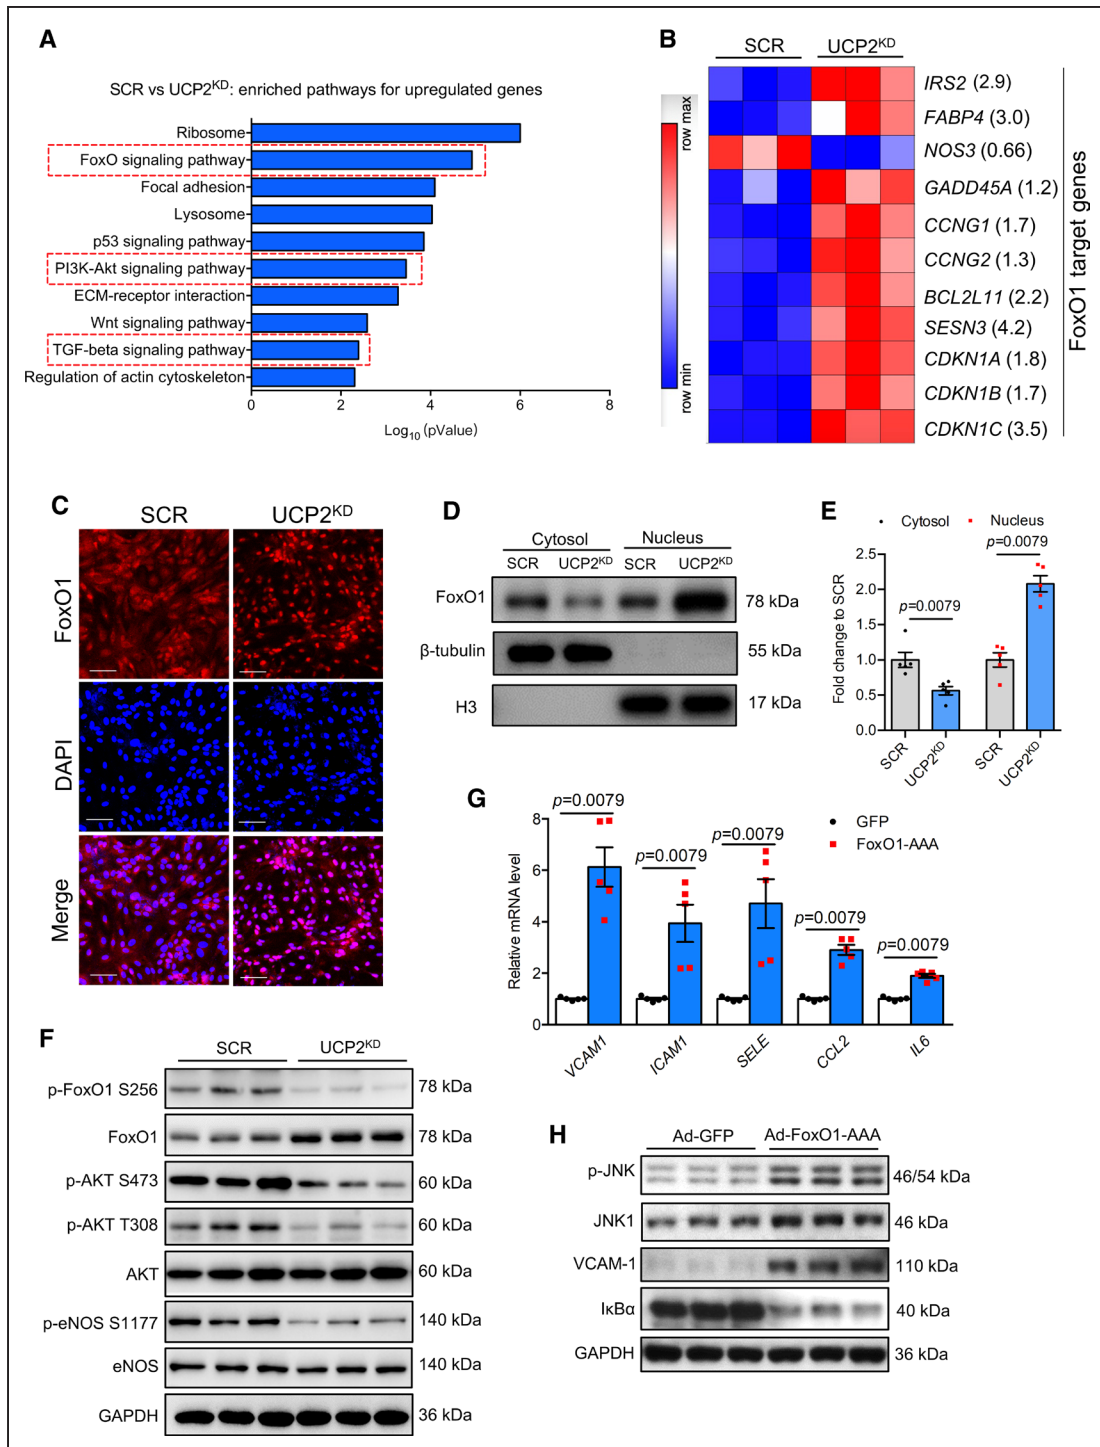 A
SCR vs UCP2KD: enriched pathways for upregulated genes
Ribosome
FoxO signaling pathway
Focal adhesion
Lysosome
p53 signaling pathway
PI3K-Akt signaling pathway
ECM-receptor interaction
Wnt signaling pathway
TGF-beta signaling pathway
Regulation of actin cytoskeleton
0 2 4 6 8
Log10 (pValue)
B
SCR UCP2KD
row max
row min
IRS2 (2.9)
FABP4 (3.0)
NOS3 (0.66)
GADD45A (1.2)
CCNG1 (1.7)
CCNG2 (1.3)
BCL2L11 (2.2)
SESN3 (4.2)
CDKN1A (1.8)
CDKN1B (1.7)
CDKN1C (3.5)
FoxO1 target genes
C
SCR UCP2KD
FoxO1
DAPI
Merge
D
Cytosol Nucleus
SCR UCP2KD SCR UCP2KD
FoxO1 78 kDa
β-tubulin 55 kDa
H3 17 kDa
E
Cytosol Nucleus
p=0.0079
p=0.0079
Fold change to SCR
2.5
2.0
1.5
1.0
0.5
0.0
SCR UCP2KD SCR UCP2KD
F
SCR UCP2KD
p-FoxO1 S256 78 kDa
FoxO1 78 kDa
p-AKT S473 60 kDa
p-AKT T308 60 kDa
AKT 60 kDa
p-eNOS S1177 140 kDa
eNOS 140 kDa
GAPDH 36 kDa
G
GFP
FoxO1-AAA
p=0.0079
p=0.0079
p=0.0079
p=0.0079
p=0.0079
Relative mRNA level
8
6
4
2
0
VCAM1 ICAM1 SELE CCL2 IL6
H
Ad-GFP Ad-FoxO1-AAA
p-JNK 46/54 kDa
JNK1 46 kDa
VCAM-1 110 kDa
IκBα 40 kDa
GAPDH 36 kDa